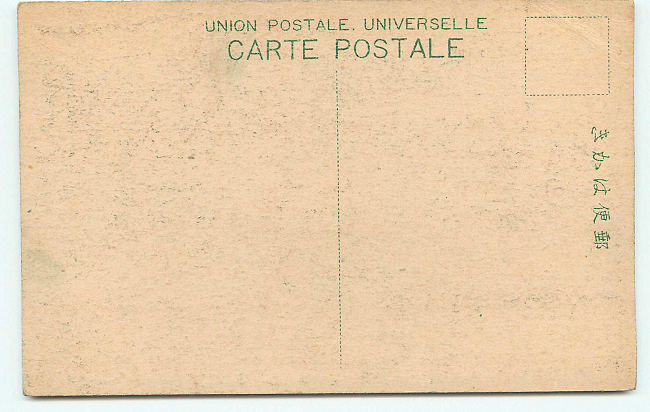 UNION POSTALE. UNIVERSELLE
CARTE POSTALE
郵便はかき